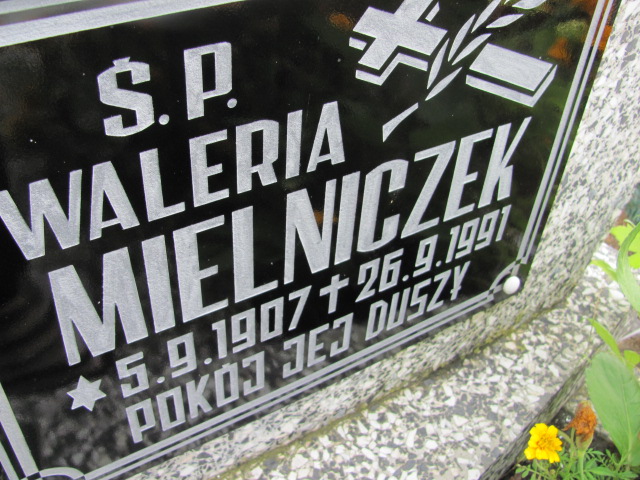 Ś.P.
WALERIA
MIELNICZEK
5.9.1907 ✝ 26.9.1991
POKÓJ JEJ DUSZY